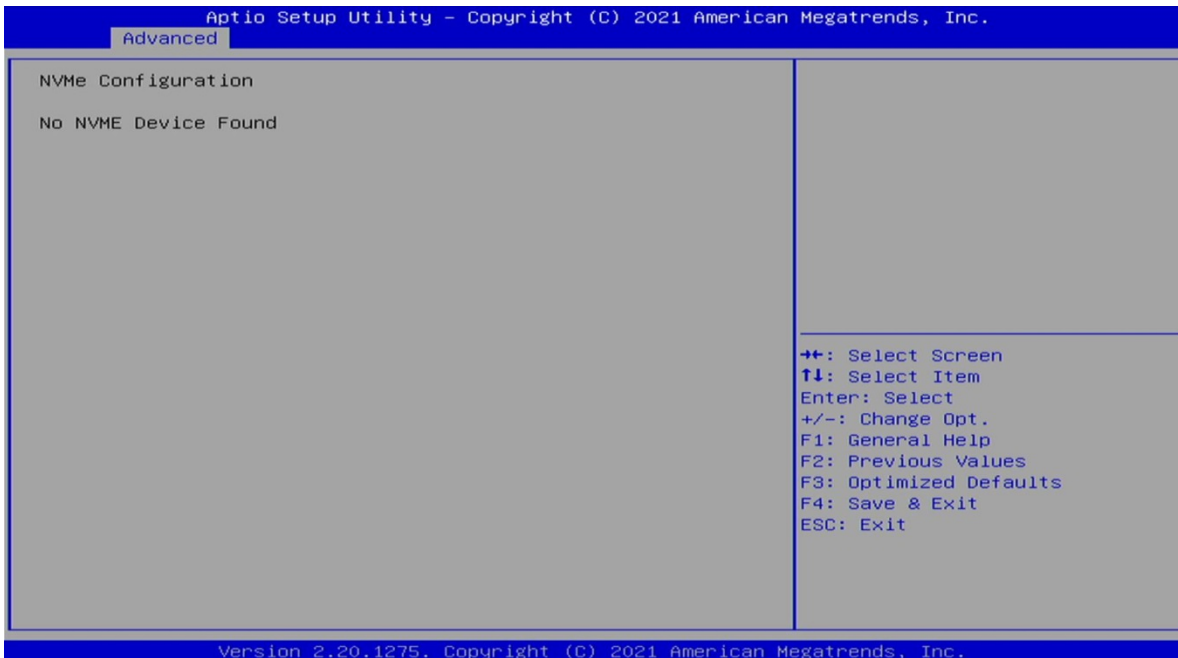 Aptio Setup Utility – Copyright (C) 2021 American Megatrends, Inc.
Advanced
NVMe Configuration
No NVME Device Found
→←: Select Screen
↑↓: Select Item
Enter: Select
+/-: Change Opt.
F1: General Help
F2: Previous Values
F3: Optimized Defaults
F4: Save & Exit
ESC: Exit
Version 2.20.1275. Copyright (C) 2021 American Megatrends, Inc.